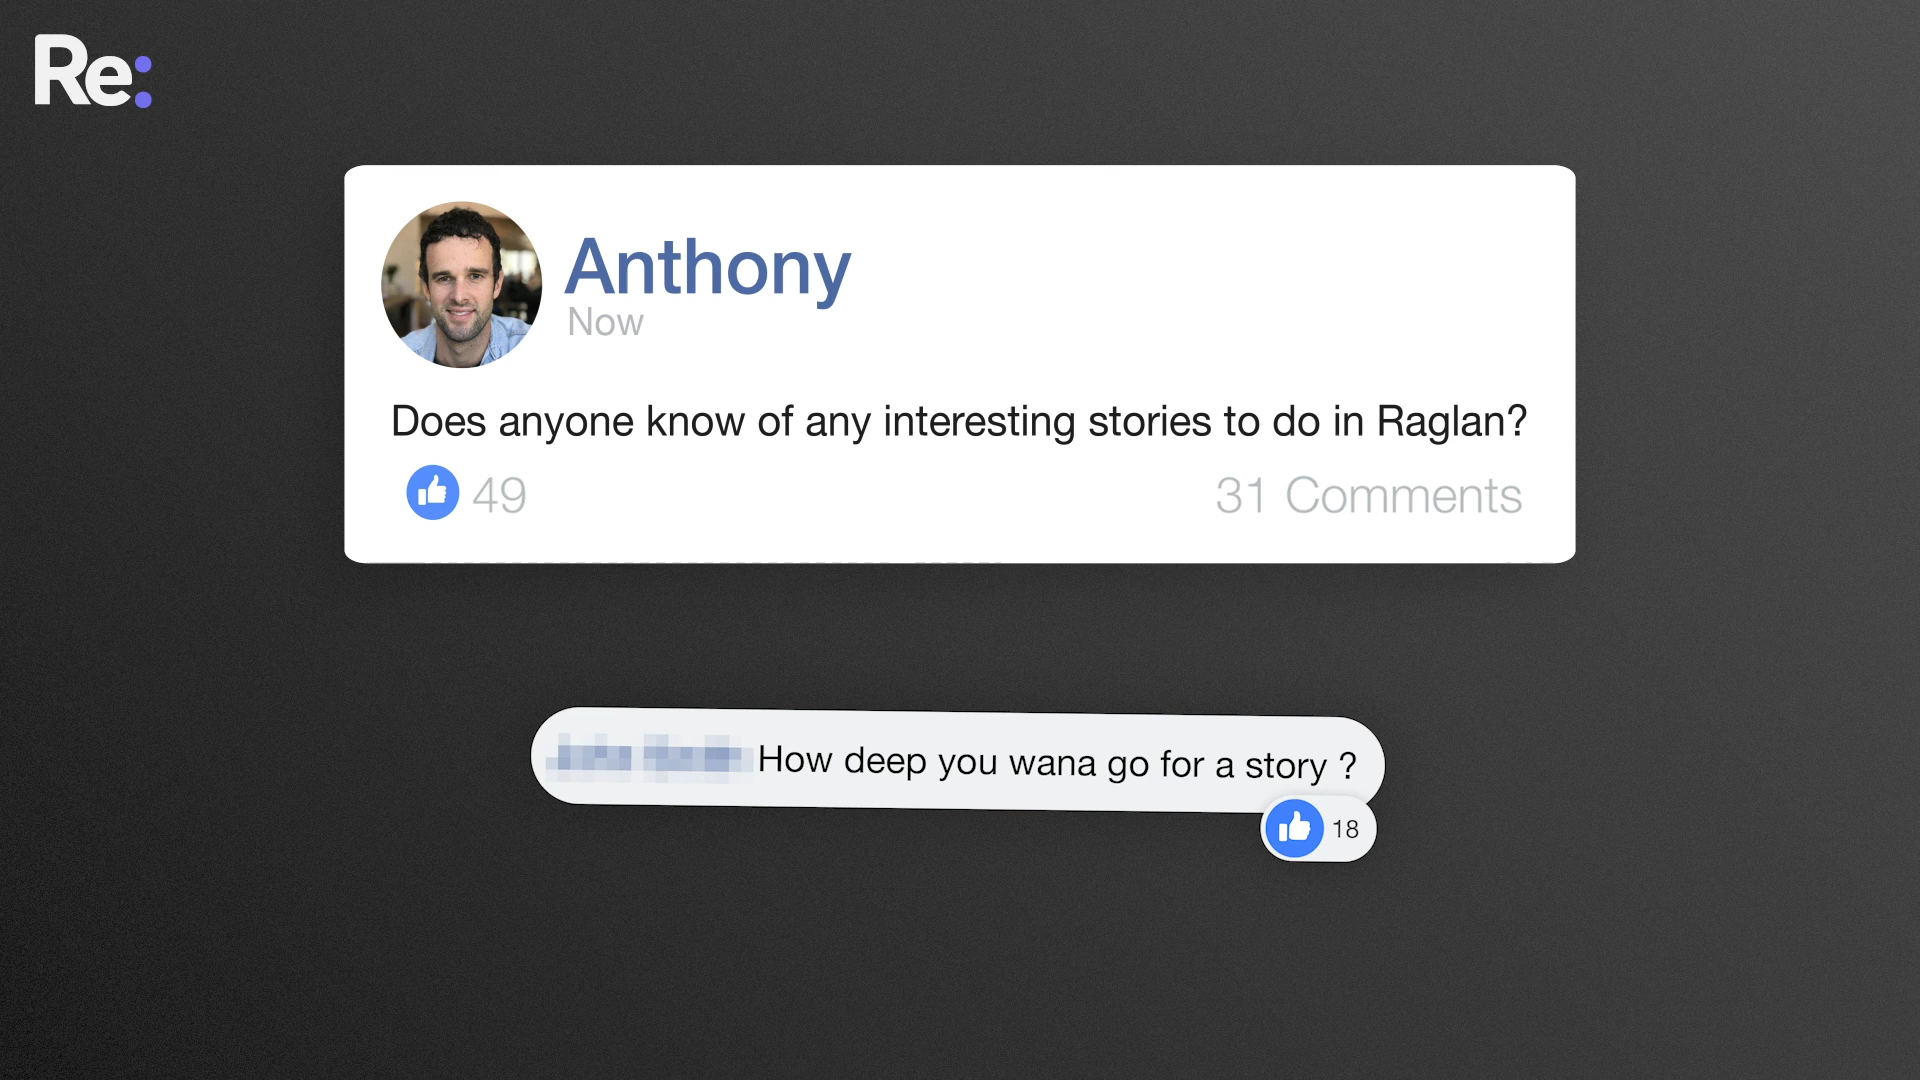 Re:
Anthony
Now
Does anyone know of any interesting stories to do in Raglan?
49
31 Comments
How deep you wana go for a story ?
18